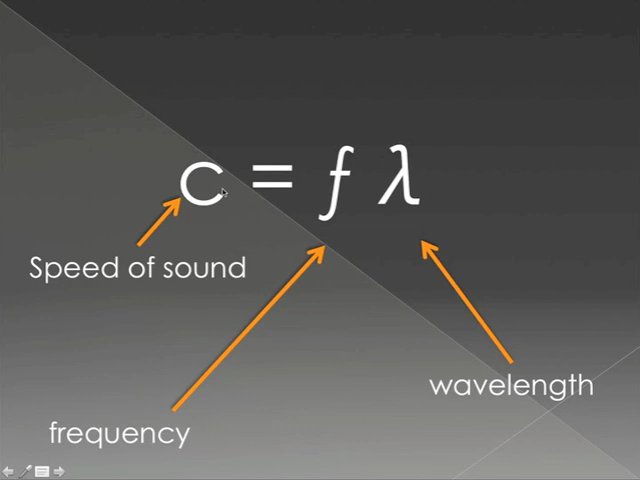 c = f λ
Speed of sound
wavelength
frequency